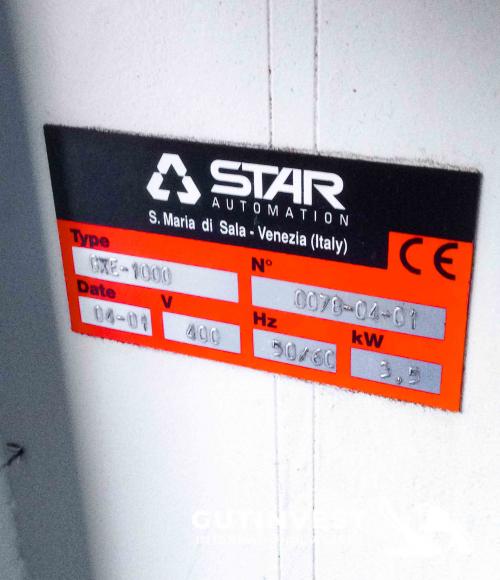 STAR
AUTOMATION
S. Maria di Sala - Venezia (Italy)
CE
Type
GXE-1000
N°
0078-04-01
Date
04-01
V
400
Hz
50/60
kW
3,5
GUTINVEST